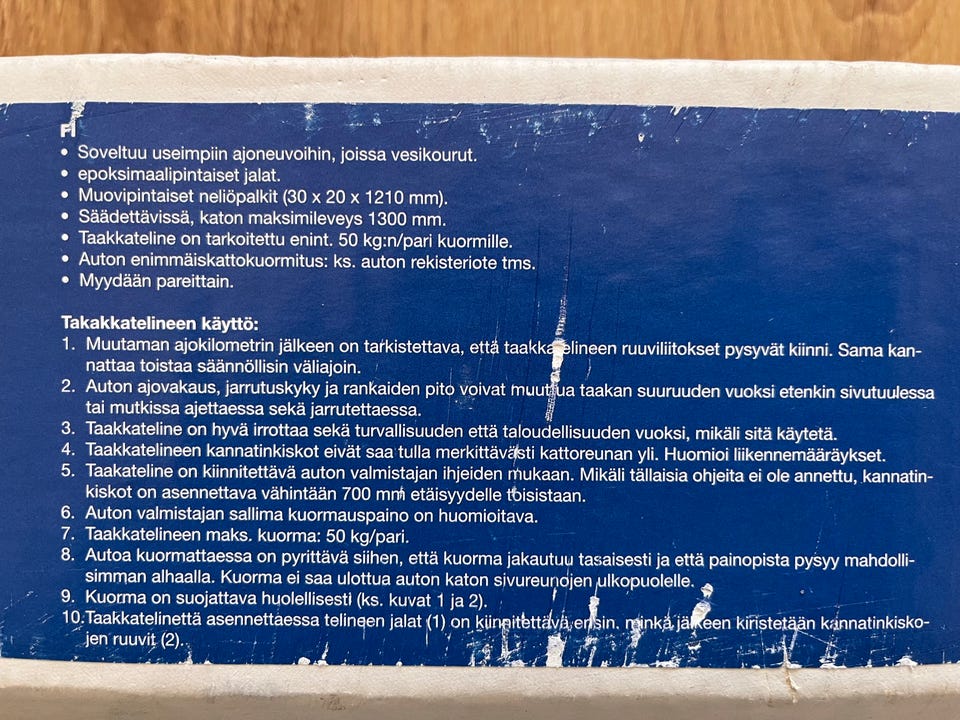 FI
• Soveltuu useimpiin ajoneuvoihin, joissa vesikourut.
• epoksimaalipintaiset jalat.
• Muovipintaiset neliöpalkit (30 x 20 x 1210 mm).
• Säädettävissä, katon maksimileveys 1300 mm.
• Taakkateline on tarkoitettu enint. 50 kg:n/pari kuormille.
• Auton enimmäiskattokuormitus: ks. auton rekisteriote tms.
• Myydään pareittain.
Takakkatelineen käyttö:
1. Muutaman ajokilometrin jälkeen on tarkistettava, että taakkatelineen ruuviliitokset pysyvät kiinni. Sama kan-
nattaa toistaa säännöllisin väliajoin.
2. Auton ajovakaus, jarrutuskyky ja rankaiden pito voivat muuttua taakan suuruuden vuoksi etenkin sivutuulessa
tai mutkissa ajettaessa sekä jarrutettaessa.
3. Taakkateline on hyvä irrottaa sekä turvallisuuden että taloudellisuuden vuoksi, mikäli sitä käytetä.
4. Taakkatelineen kannatinkiskot eivät saa tulla merkittävästi kattoreunan yli. Huomioi liikennemääräykset.
5. Taakateline on kiinnitettävä auton valmistajan ihjeiden mukaan. Mikäli tällaisia ohjeita ei ole annettu, kannatin-
kiskot on asennettava vähintään 700 mm etäisyydelle toisistaan.
6. Auton valmistajan sallima kuormauspaino on huomioitava.
7. Taakkatelineen maks. kuorma: 50 kg/pari.
8. Autoa kuormattaessa on pyrittävä siihen, että kuorma jakautuu tasaisesti ja että painopista pysyy mahdolli-
simman alhaalla. Kuorma ei saa ulottua auton katon sivureunojen ulkopuolelle.
9. Kuorma on suojattava huolellisesti (ks. kuvat 1 ja 2).
10.Taakkatelinettä asennettaessa telineen jalat (1) on kiinnitettävä ensin, minkä jälkeen kiristetään kannatinkisko-
jen ruuvit (2).